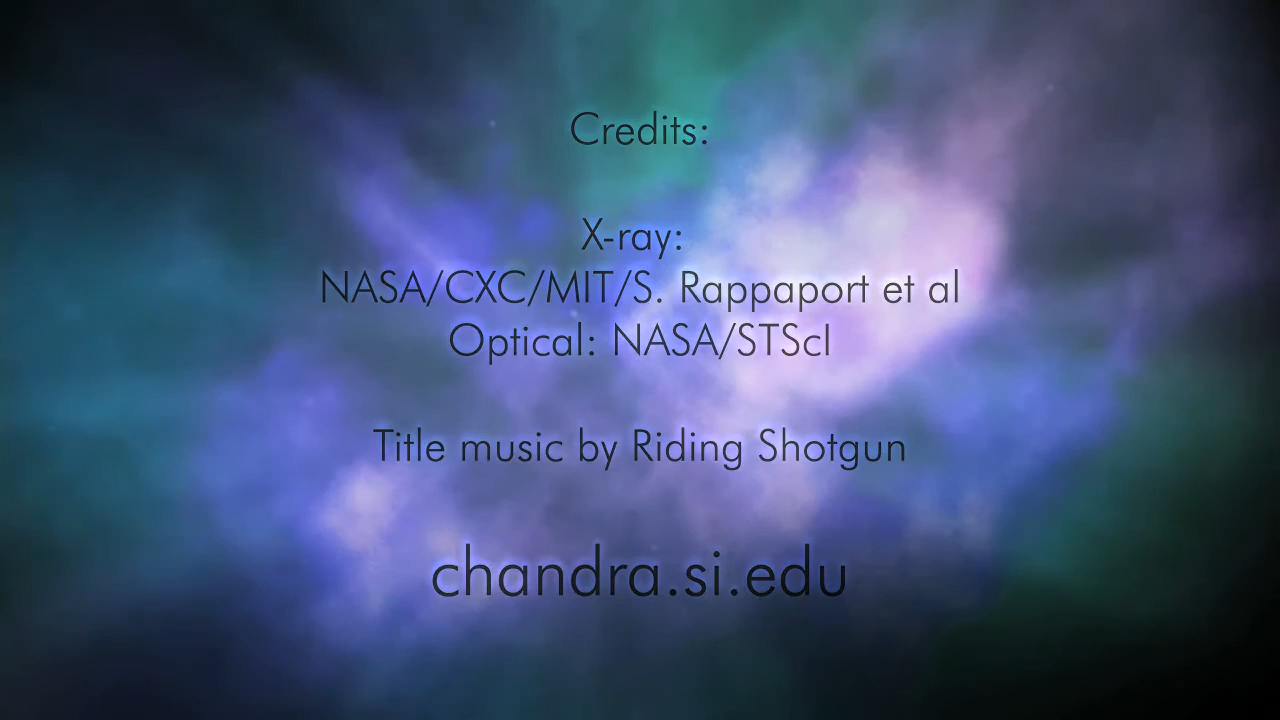 Credits:
X-ray:
NASA/CXC/MIT/S. Rappaport et al
Optical: NASA/STScI
Title music by Riding Shotgun
chandra.si.edu